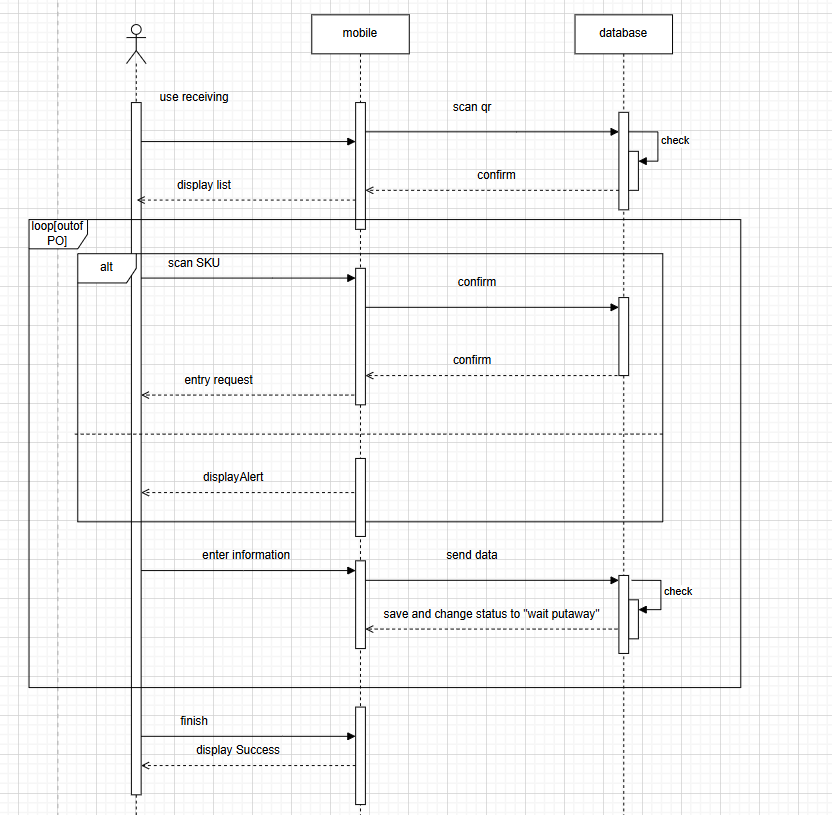 mobile
database
use receiving
scan qr
check
confirm
display list
loop[outof
PO]
alt
scan SKU
confirm
confirm
entry request
displayAlert
enter information
send data
check
save and change status to "wait putaway"
finish
display Success